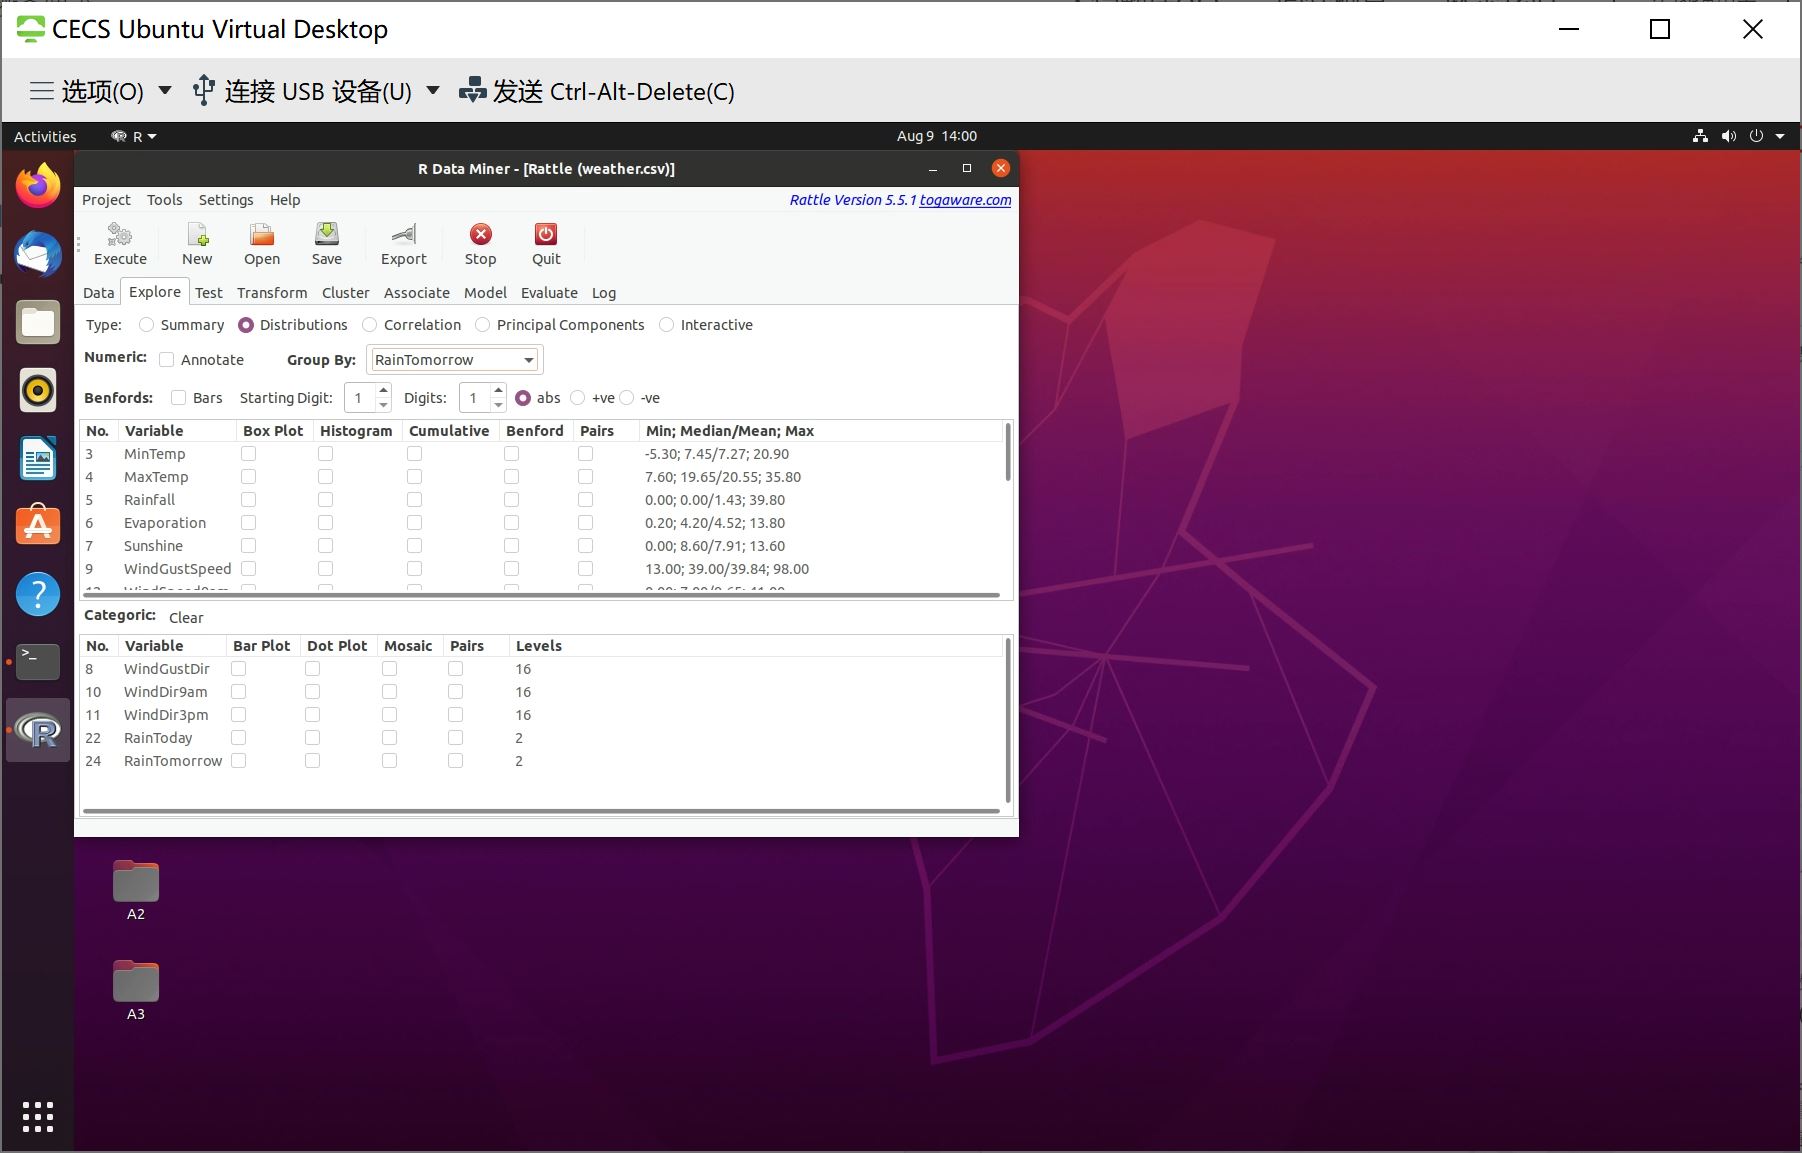 CECS Ubuntu Virtual Desktop
选项(O) 连接 USB 设备(U) 发送 Ctrl-Alt-Delete(C)
Activities R Aug 9 14:00
R Data Miner - [Rattle (weather.csv)]
Project Tools Settings Help Rattle Version 5.5.1 togaware.com
Execute New Open Save Export Stop Quit
Data Explore Test Transform Cluster Associate Model Evaluate Log
Type: Summary Distributions Correlation Principal Components Interactive
Numeric: Annotate Group By: RainTomorrow
Benfords: Bars Starting Digit: 1 Digits: 1 abs +ve -ve
No. Variable Box Plot Histogram Cumulative Benford Pairs Min; Median/Mean; Max
3 MinTemp -5.30; 7.45/7.27; 20.90
4 MaxTemp 7.60; 19.65/20.55; 35.80
5 Rainfall 0.00; 0.00/1.43; 39.80
6 Evaporation 0.20; 4.20/4.52; 13.80
7 Sunshine 0.00; 8.60/7.91; 13.60
9 WindGustSpeed 13.00; 39.00/39.84; 98.00
Categoric: Clear
No. Variable Bar Plot Dot Plot Mosaic Pairs Levels
8 WindGustDir 16
10 WindDir9am 16
11 WindDir3pm 16
22 RainToday 2
24 RainTomorrow 2
A2
A3